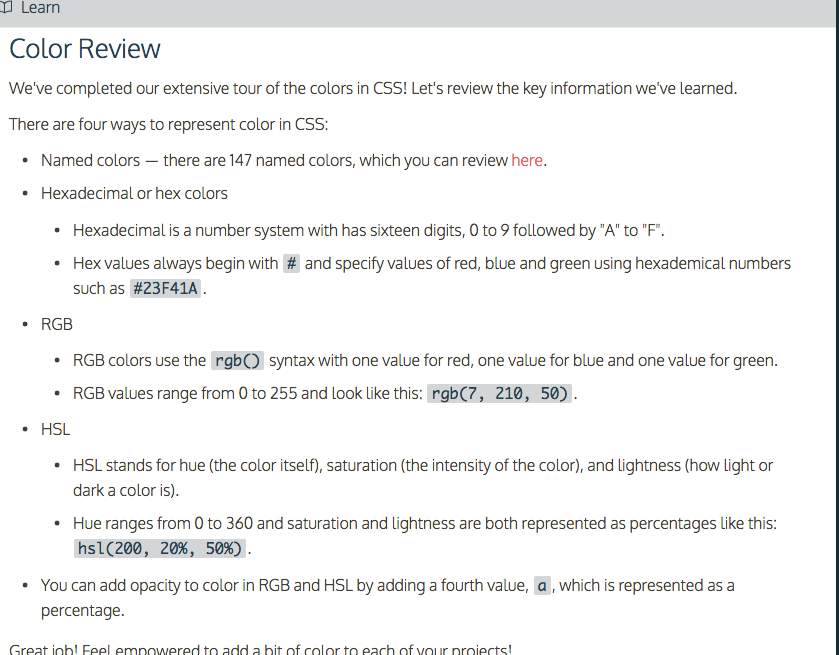 Learn
Color Review
We've completed our extensive tour of the colors in CSS! Let's review the key information we've learned.
There are four ways to represent color in CSS:
• Named colors — there are 147 named colors, which you can review here.
• Hexadecimal or hex colors
• Hexadecimal is a number system with has sixteen digits, 0 to 9 followed by "A" to "F".
• Hex values always begin with # and specify values of red, blue and green using hexademical numbers
such as #23F41A.
• RGB
• RGB colors use the rgb() syntax with one value for red, one value for blue and one value for green.
• RGB values range from 0 to 255 and look like this: rgb(7, 210, 50).
• HSL
• HSL stands for hue (the color itself), saturation (the intensity of the color), and lightness (how light or
dark a color is).
• Hue ranges from 0 to 360 and saturation and lightness are both represented as percentages like this:
hsl(200, 20%, 50%).
• You can add opacity to color in RGB and HSL by adding a fourth value, a, which is represented as a
percentage.
Great job! Feel empowered to add a bit of color to each of your projects!